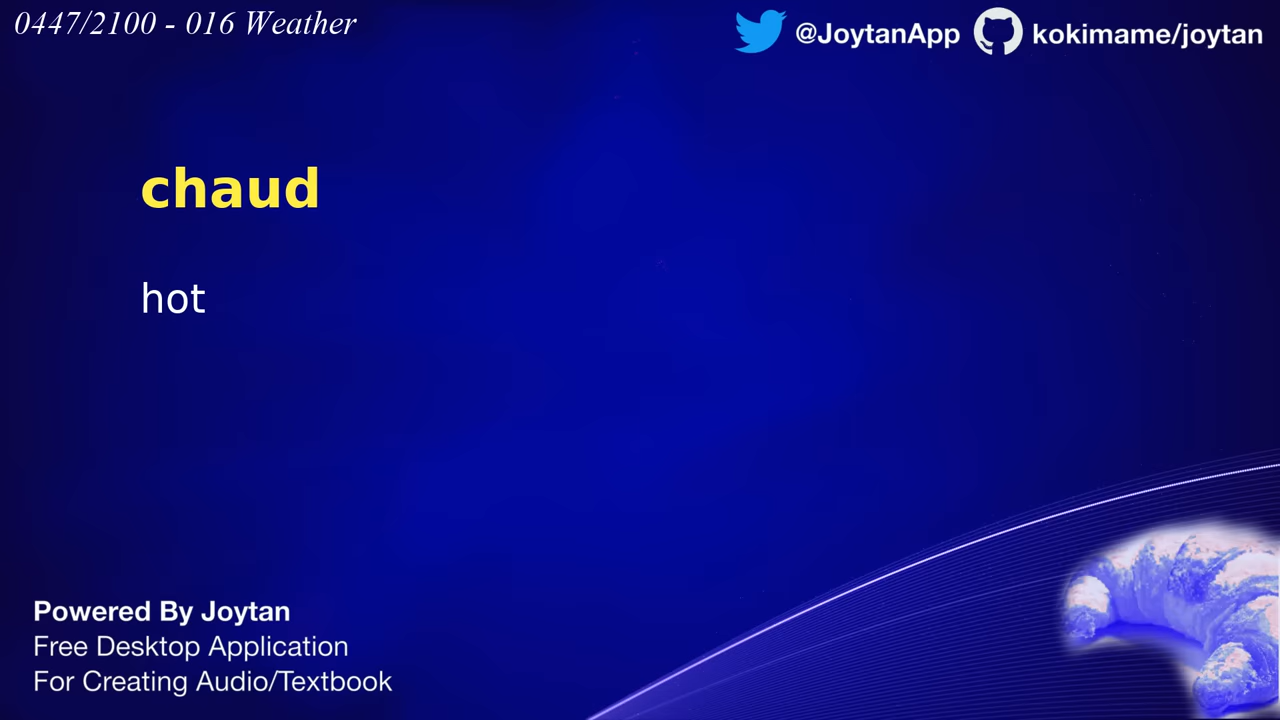 0447/2100 - 016 Weather
@JoytanApp kokimame/joytan
chaud
hot
Powered By Joytan
Free Desktop Application
For Creating Audio/Textbook